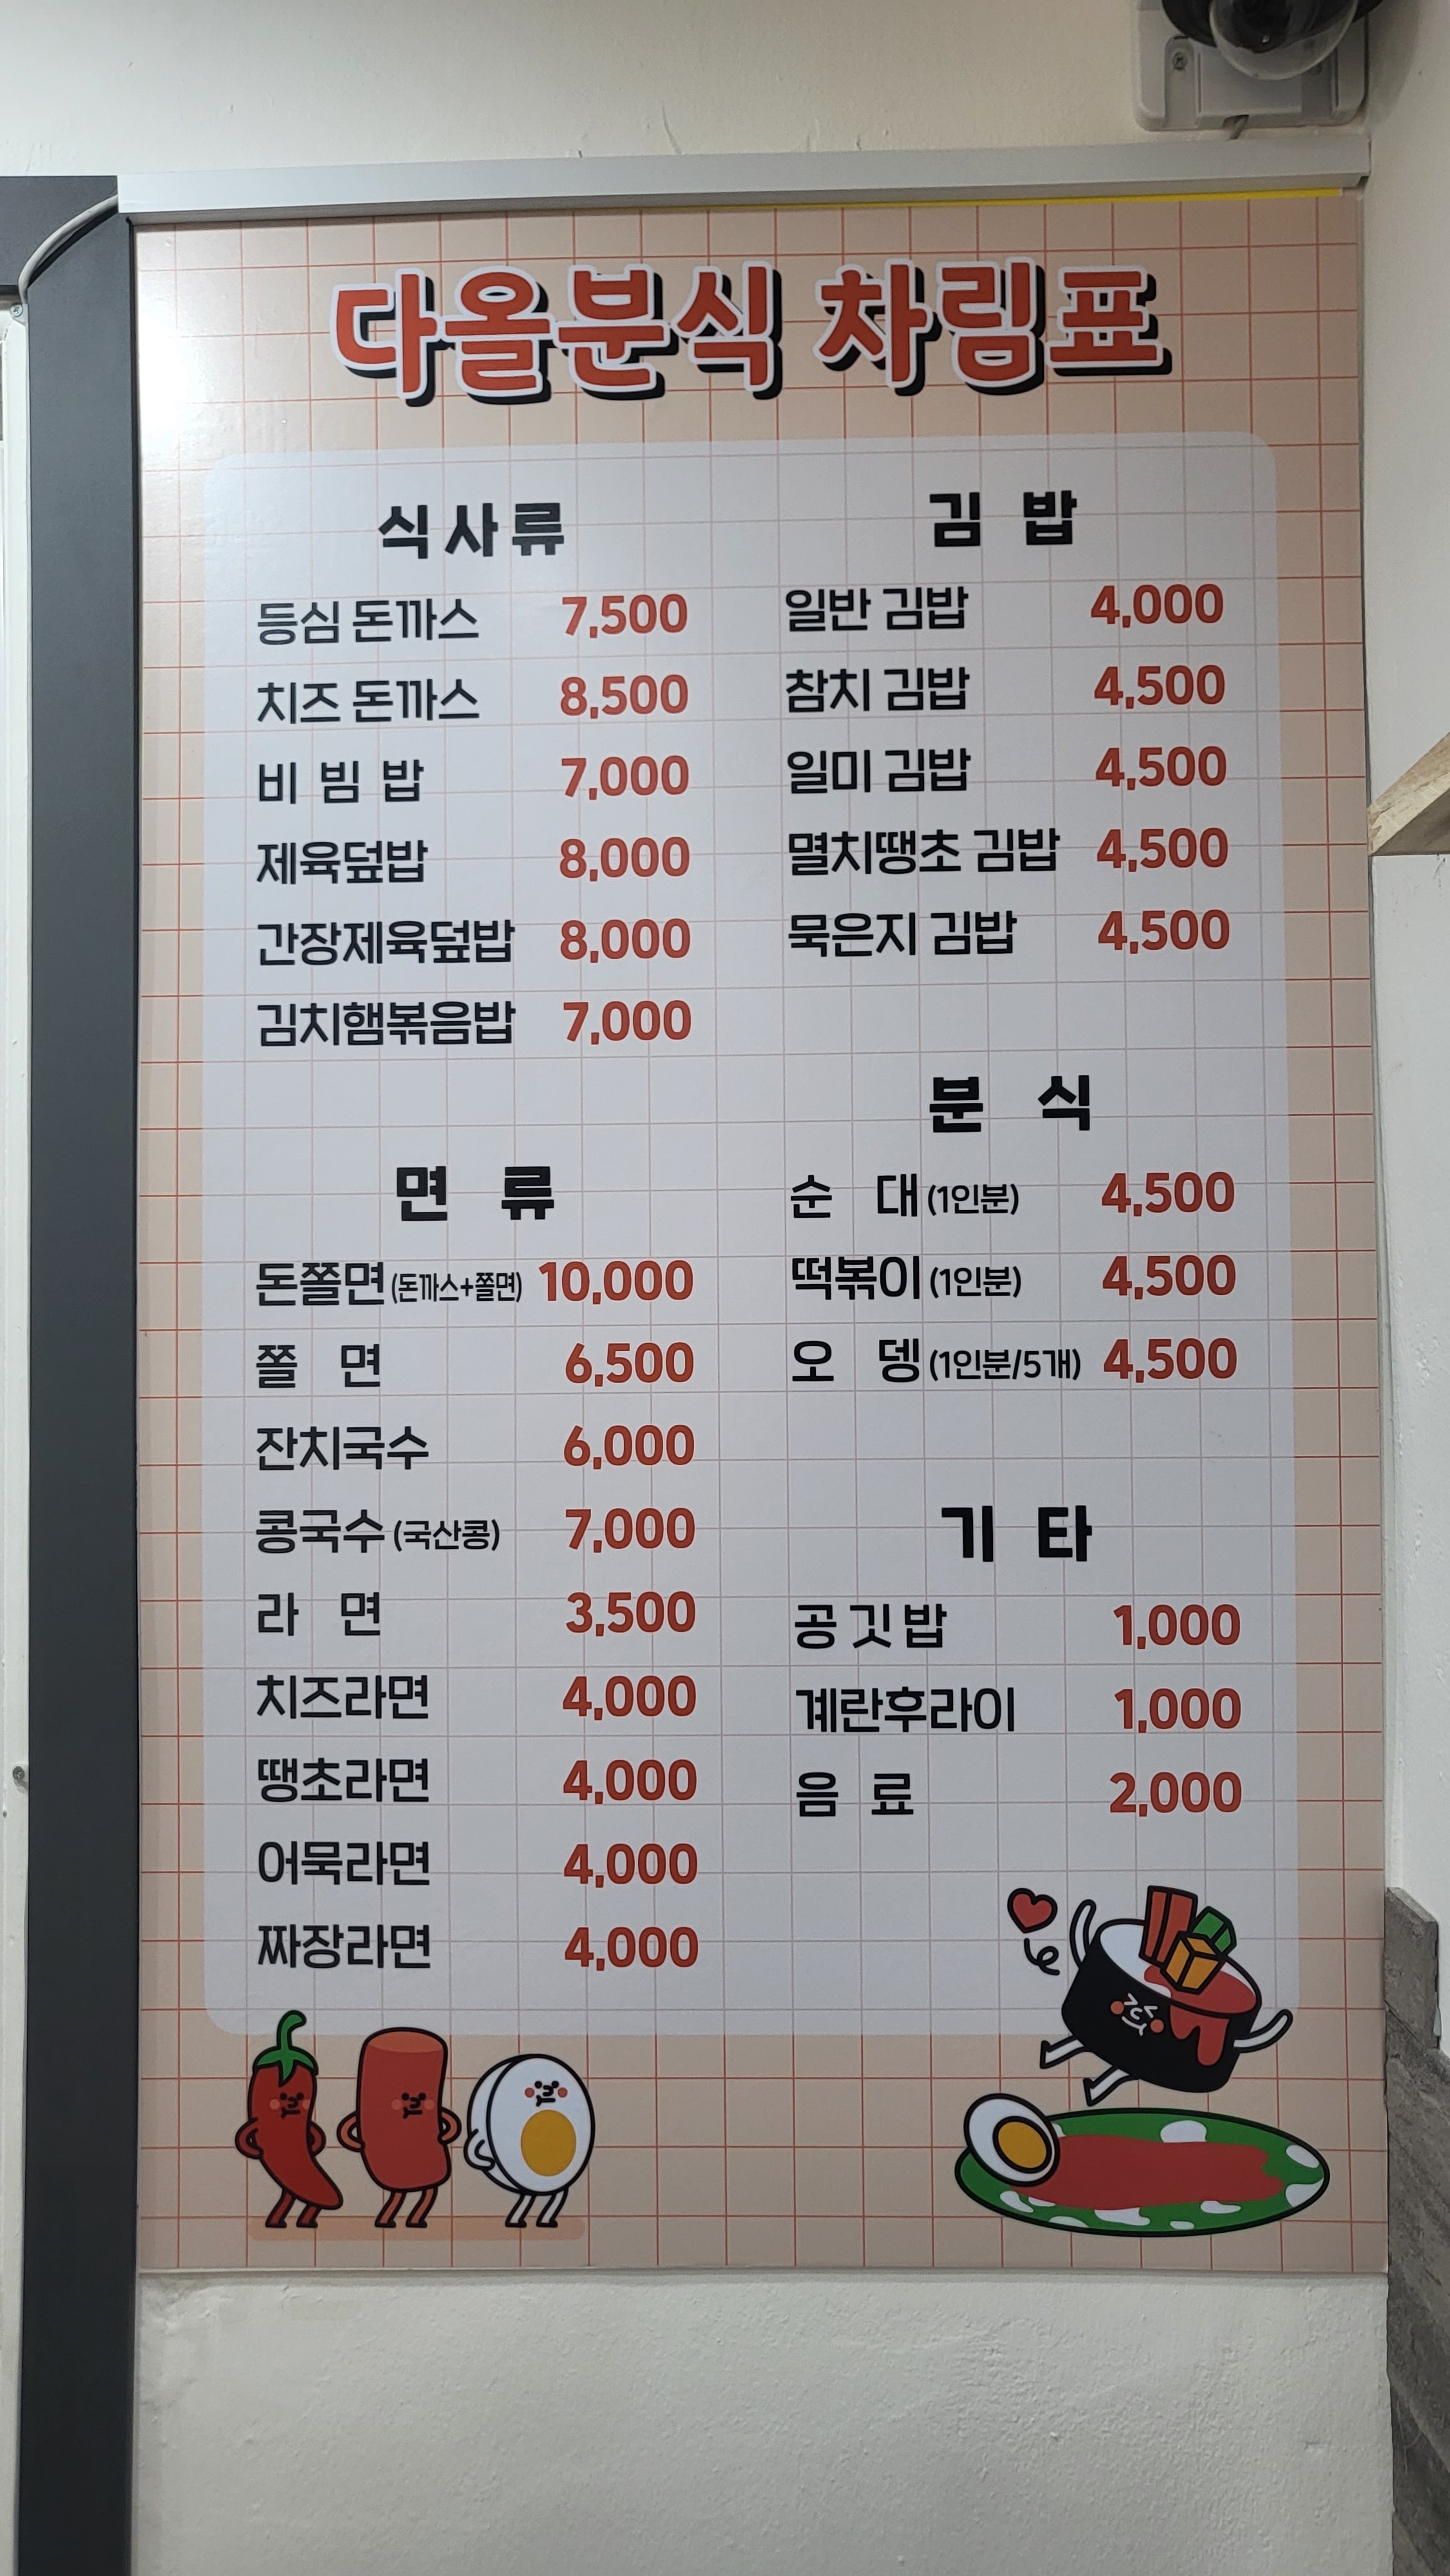 다올분식 차림표
식사류
등심 돈까스 7,500
치즈 돈까스 8,500
비 빔 밥 7,000
제육덮밥 8,000
간장제육덮밥 8,000
김치햄볶음밥 7,000
면 류
돈쫄면(돈까스+쫄면) 10,000
쫄 면 6,500
잔치국수 6,000
콩국수(국산콩) 7,000
라 면 3,500
치즈라면 4,000
땡초라면 4,000
어묵라면 4,000
짜장라면 4,000
김 밥
일반 김밥 4,000
참치 김밥 4,500
일미 김밥 4,500
멸치땡초 김밥 4,500
묵은지 김밥 4,500
분 식
순 대(1인분) 4,500
떡볶이(1인분) 4,500
오 뎅(1인분/5개) 4,500
기 타
공깃밥 1,000
계란후라이 1,000
음 료 2,000